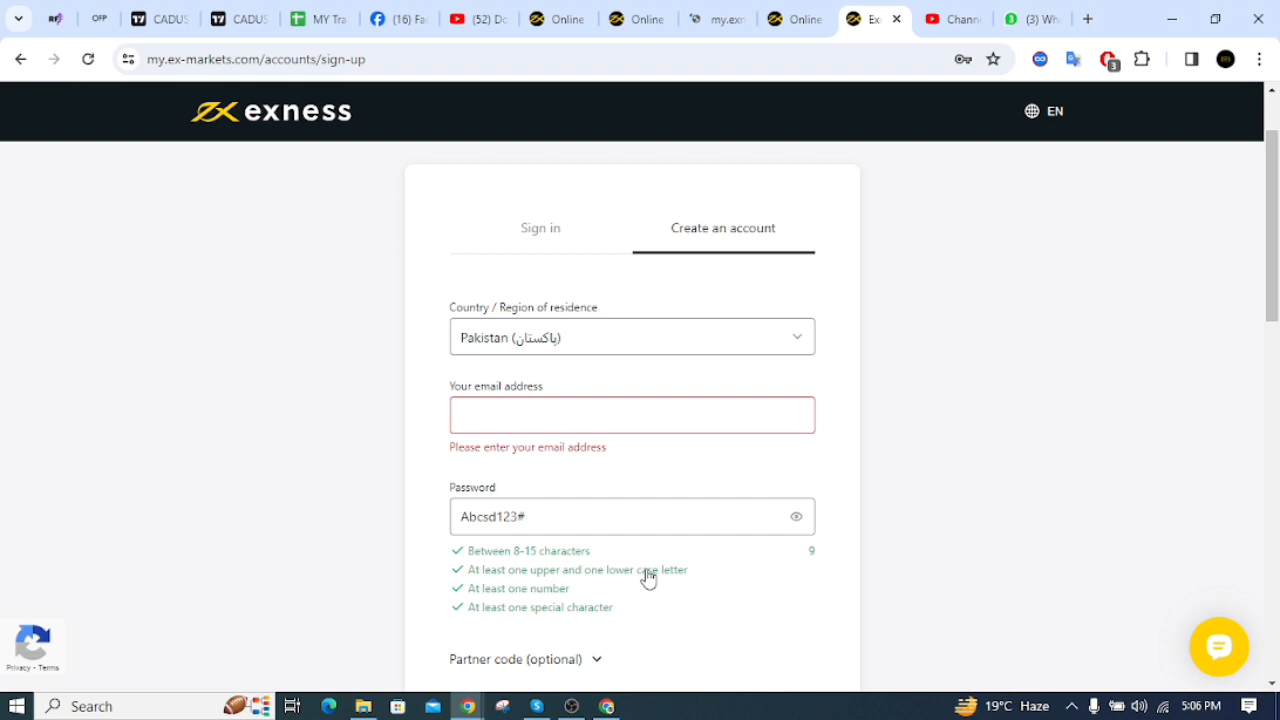 OFP
CADUS
CADUS
MY Tra
(16) Fa
(52) Do
Online
Online
my.exn
Online
Ex
Chann
(3) Wh
my.ex-markets.com/accounts/sign-up
3
exness
EN
Sign in
Create an account
Country / Region of residence
Pakistan (پاکستان)
Your email address
Please enter your email address
Password
Abcsd123#
Between 8-15 characters
9
At least one upper and one lower case letter
At least one number
At least one special character
Partner code (optional)
Privacy - Terms
Search
19°C Haze
5:06 PM